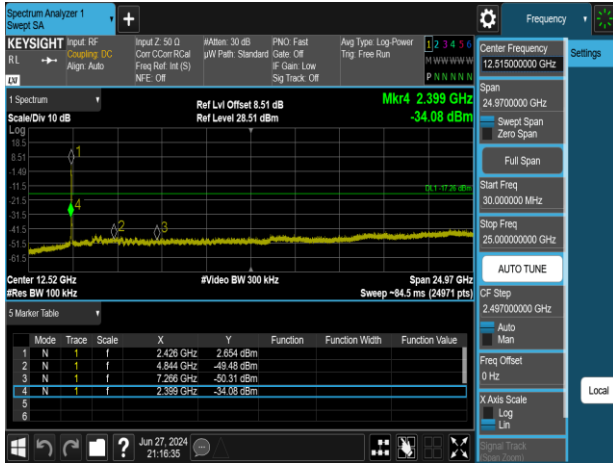 Spectrum Analyzer 1
Swept SA
+
Frequency
KEYSIGHT
RL
LXI
Input: RF
Coupling: DC
Align: Auto
Input Z: 50 Ω
Corr CCorr RCal
Freq Ref: Int (S)
NFE: Off
#Atten: 30 dB
µW Path: Standard
PNO: Fast
Gate: Off
IF Gain: Low
Sig Track: Off
Avg Type: Log-Power
Trig: Free Run
1 2 3 4 5 6
M WW WW W
P N N N N N
1 Spectrum
Scale/Div 10 dB
Ref Lvl Offset 8.51 dB
Ref Level 28.51 dBm
Mkr4 2.399 GHz
-34.08 dBm
Log
18.5
8.51
-1.49
-11.5
-21.5
-31.5
-41.5
-51.5
-61.5
1
4
2
3
DL1 -17.35 dBm
Center 12.52 GHz
#Res BW 100 kHz
#Video BW 300 kHz
Span 24.97 GHz
Sweep ~84.5 ms (24971 pts)
5 Marker Table
Mode Trace Scale X Y Function Function Width Function Value
1 N 1 f 2.426 GHz 2.654 dBm
2 N 1 f 4.844 GHz -49.48 dBm
3 N 1 f 7.266 GHz -50.31 dBm
4 N 1 f 2.399 GHz -34.08 dBm
5
6
?
Jun 27, 2024
21:16:35
Center Frequency
12.515000000 GHz
Settings
Span
24.9700000 GHz
Swept Span
Zero Span
Full Span
Start Freq
30.000000 MHz
Stop Freq
25.000000000 GHz
AUTO TUNE
CF Step
2.497000000 GHz
Auto
Man
Freq Offset
0 Hz
Local
X Axis Scale
Log
Lin
Signal Track
(Span Zoom)